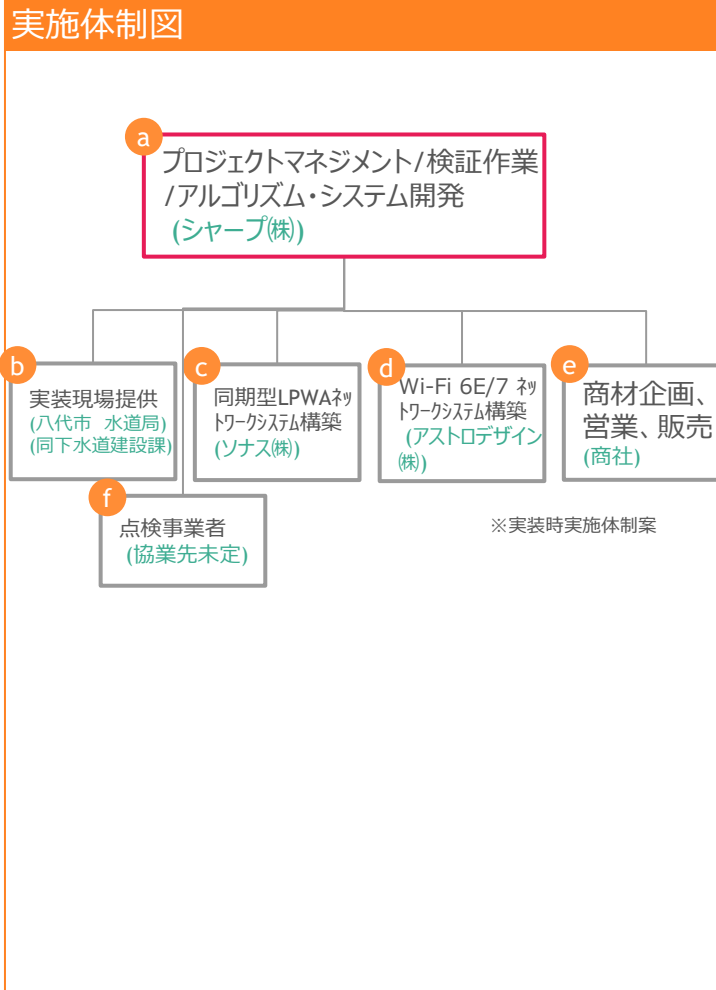 実施体制図
a
プロジェクトマネジメント/検証作業
/アルゴリズム・システム開発
(シャープ㈱)
b
実装現場提供
(八代市 水道局)
(同下水道建設課)
c
同期型LPWAネッ
トワークシステム構築
(ソナス㈱)
d
Wi-Fi 6E/7 ネッ
トワークシステム構築
(アストロデザイン
㈱)
e
商材企画、
営業、販売
(商社)
f
点検事業者
(協業先未定)
※実装時実施体制案